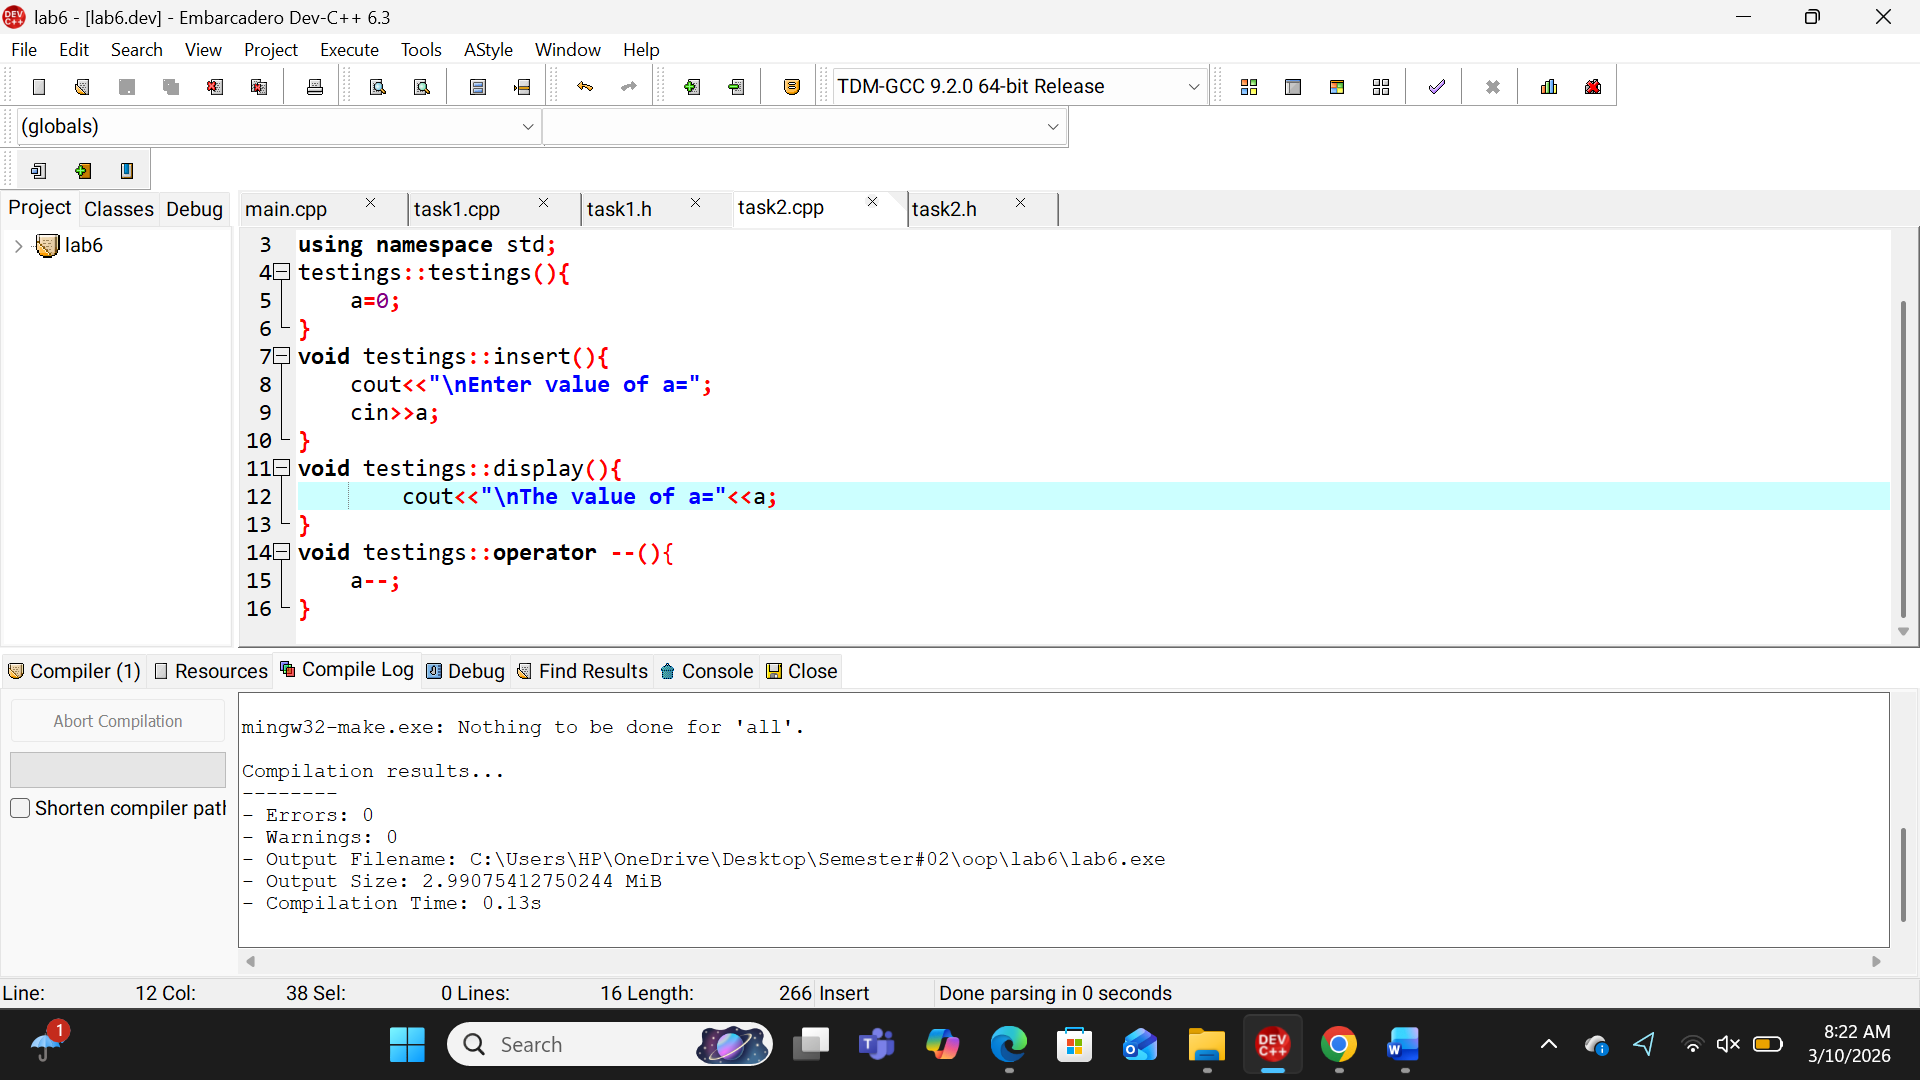 lab6 - [lab6.dev] - Embarcadero Dev-C++ 6.3
File Edit Search View Project Execute Tools AStyle Window Help
TDM-GCC 9.2.0 64-bit Release
(globals)
Project Classes Debug
main.cpp task1.cpp task1.h task2.cpp task2.h
lab6
3 using namespace std;
4 testings::testings(){
5 a=0;
6 }
7 void testings::insert(){
8 cout<<"\nEnter value of a=";
9 cin>>a;
10 }
11 void testings::display(){
12 cout<<"\nThe value of a="<<a;
13 }
14 void testings::operator --(){
15 a--;
16 }
Compiler (1) Resources Compile Log Debug Find Results Console Close
Abort Compilation
Shorten compiler path
mingw32-make.exe: Nothing to be done for 'all'.
Compilation results...
--------
- Errors: 0
- Warnings: 0
- Output Filename: C:\Users\HP\OneDrive\Desktop\Semester#02\oop\lab6\lab6.exe
- Output Size: 2.99075412750244 MiB
- Compilation Time: 0.13s
Line: 12 Col: 38 Sel: 0 Lines: 16 Length: 266 Insert Done parsing in 0 seconds
1
Search
DEV C++
8:22 AM
3/10/2026